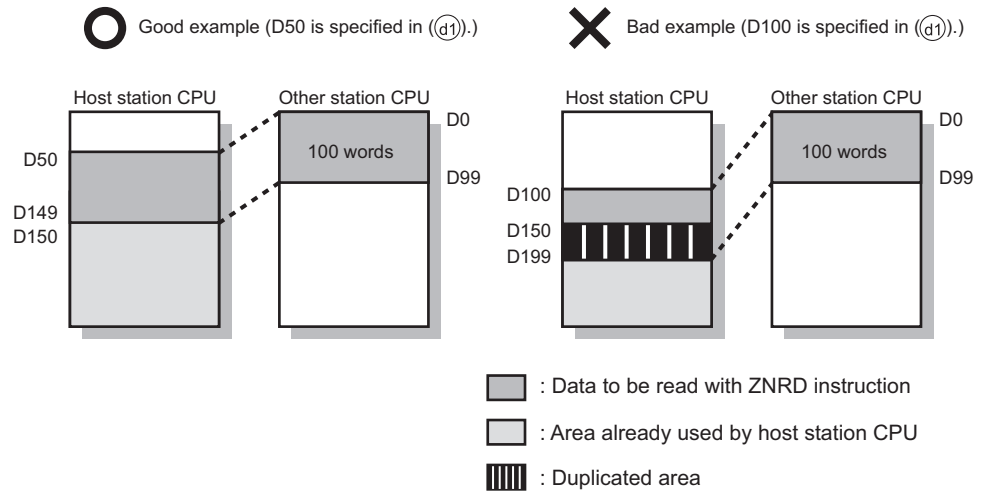 Good example (D50 is specified in (d1).)
Host station CPU
Other station CPU
D50
D149
D150
100 words
D0
D99
Bad example (D100 is specified in (d1).)
Host station CPU
Other station CPU
D100
D150
D199
100 words
D0
D99
: Data to be read with ZNRD instruction
: Area already used by host station CPU
: Duplicated area